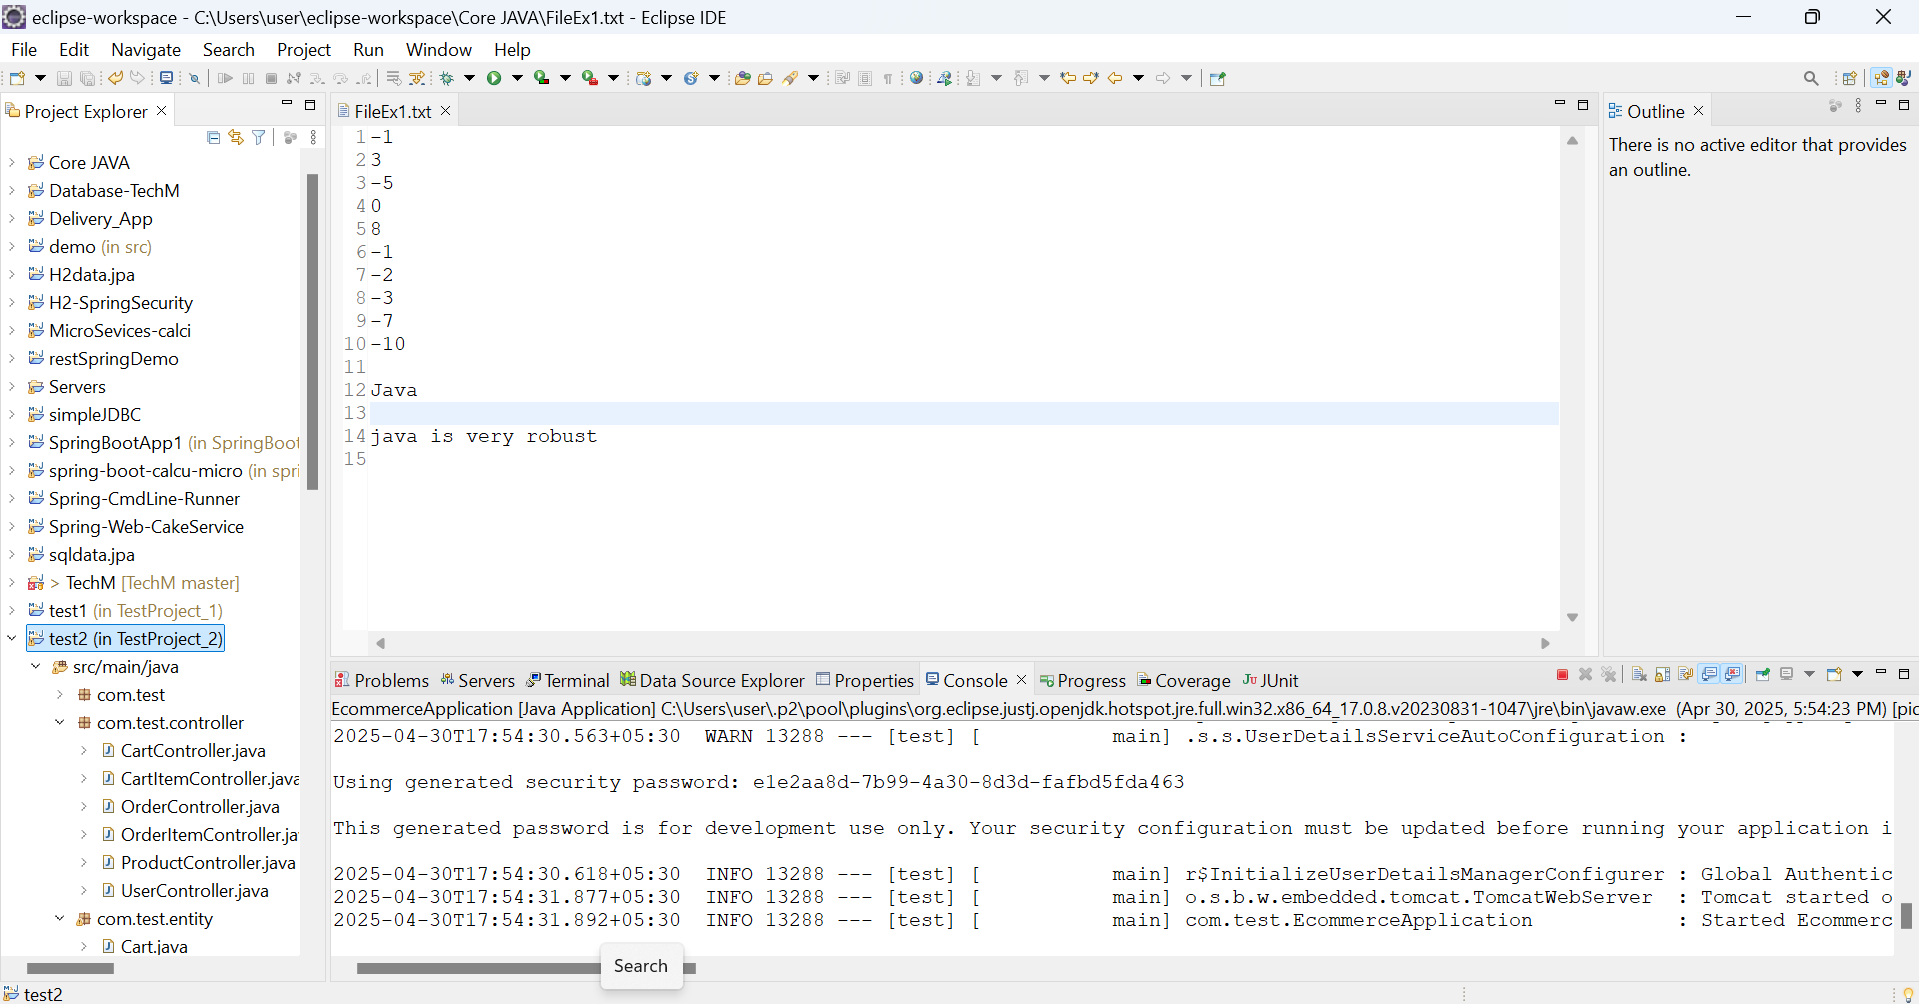 eclipse-workspace - C:\Users\user\eclipse-workspace\Core JAVA\FileEx1.txt - Eclipse IDE
File Edit Navigate Search Project Run Window Help
Project Explorer
Core JAVA
Database-TechM
Delivery_App
demo (in src)
H2data.jpa
H2-SpringSecurity
MicroSevices-calci
restSpringDemo
Servers
simpleJDBC
SpringBootApp1 (in SpringBoot
spring-boot-calcu-micro (in spri
Spring-CmdLine-Runner
Spring-Web-CakeService
sqldata.jpa
> TechM [TechM master]
test1 (in TestProject_1)
test2 (in TestProject_2)
src/main/java
com.test
com.test.controller
CartController.java
CartItemController.java
OrderController.java
OrderItemController.ja
ProductController.java
UserController.java
com.test.entity
Cart.java
FileEx1.txt
1 -1
2 3
3 -5
4 0
5 8
6 -1
7 -2
8 -3
9 -7
10 -10
11
12 Java
13
14 java is very robust
15
Outline
There is no active editor that provides
an outline.
Problems Servers Terminal Data Source Explorer Properties Console Progress Coverage JUnit
EcommerceApplication [Java Application] C:\Users\user\.p2\pool\plugins\org.eclipse.justj.openjdk.hotspot.jre.full.win32.x86_64_17.0.8.v20230831-1047\jre\bin\javaw.exe (Apr 30, 2025, 5:54:23 PM) [pic
2025-04-30T17:54:30.563+05:30 WARN 13288 --- [test] [ main] .s.s.UserDetailsServiceAutoConfiguration :
Using generated security password: e1e2aa8d-7b99-4a30-8d3d-fafbd5fda463
This generated password is for development use only. Your security configuration must be updated before running your application i
2025-04-30T17:54:30.618+05:30 INFO 13288 --- [test] [ main] r$InitializeUserDetailsManagerConfigurer : Global Authentic
2025-04-30T17:54:31.877+05:30 INFO 13288 --- [test] [ main] o.s.b.w.embedded.tomcat.TomcatWebServer : Tomcat started o
2025-04-30T17:54:31.892+05:30 INFO 13288 --- [test] [ main] com.test.EcommerceApplication : Started Ecommerc
Search
test2